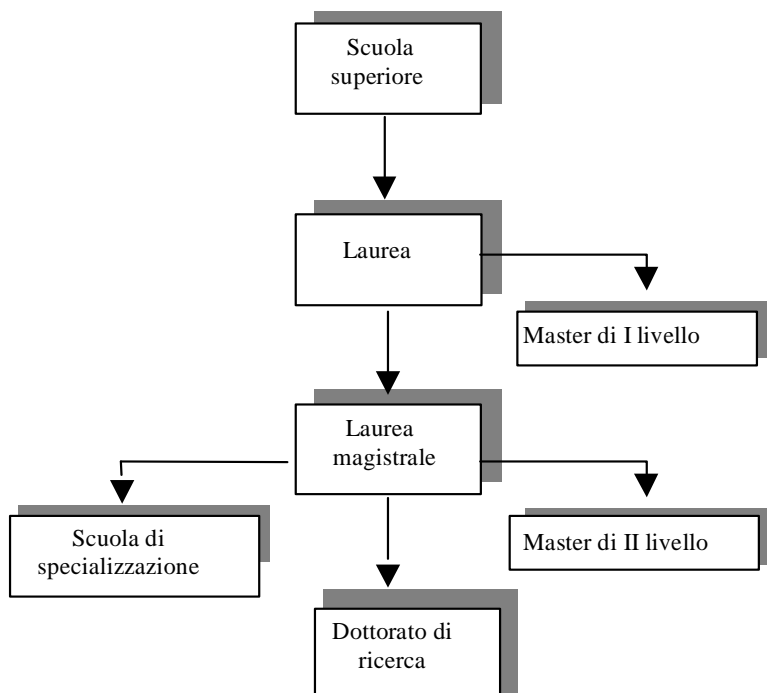 Scuola
superiore
Laurea
Master di I livello
Laurea
magistrale
Scuola di
specializzazione
Master di II livello
Dottorato di
ricerca